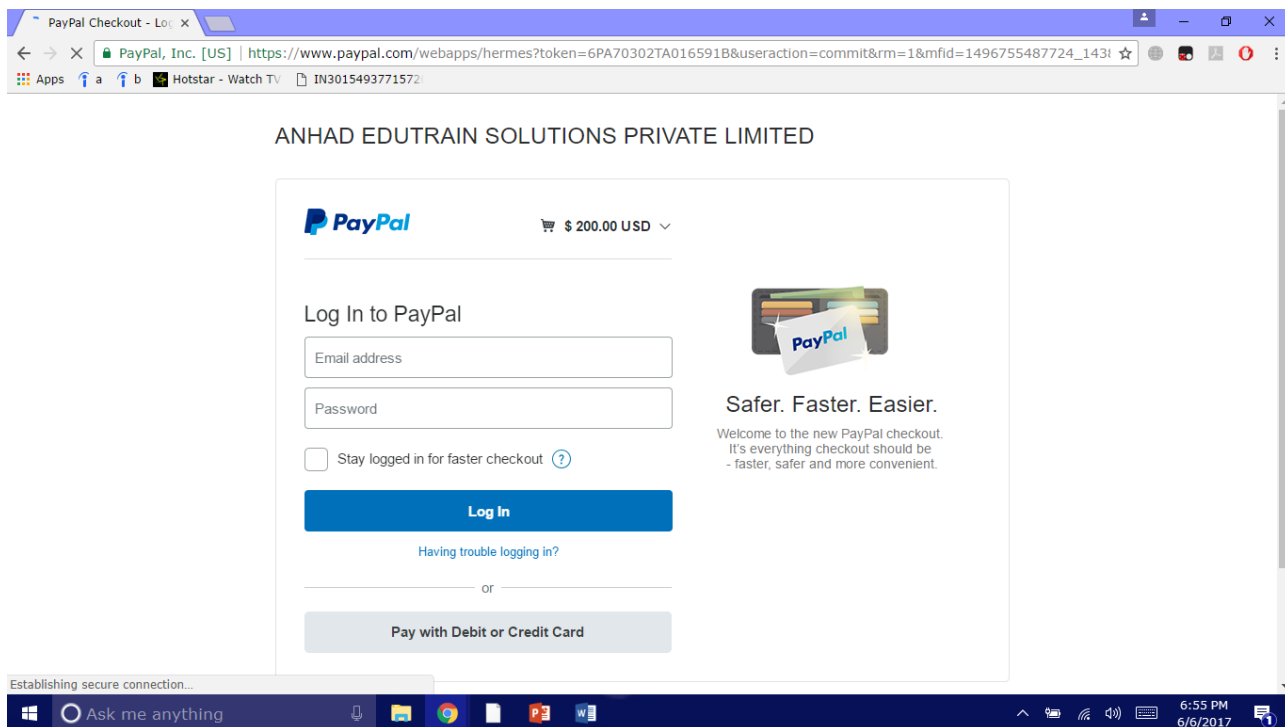 PayPal Checkout - Log
PayPal, Inc. [US] | https://www.paypal.com/webapps/hermes?token=6PA70302TA016591B&useraction=commit&rm=1&mfid=1496755487724_1438
Apps a b Hotstar - Watch TV IN3015493771572
ANHAD EDUTRAIN SOLUTIONS PRIVATE LIMITED
PayPal $ 200.00 USD
Log In to PayPal
Email address
Password
Stay logged in for faster checkout ?
Log In
Having trouble logging in?
or
Pay with Debit or Credit Card
PayPal
Safer. Faster. Easier.
Welcome to the new PayPal checkout.
It's everything checkout should be
- faster, safer and more convenient.
Establishing secure connection...
Ask me anything
6:55 PM
6/6/2017